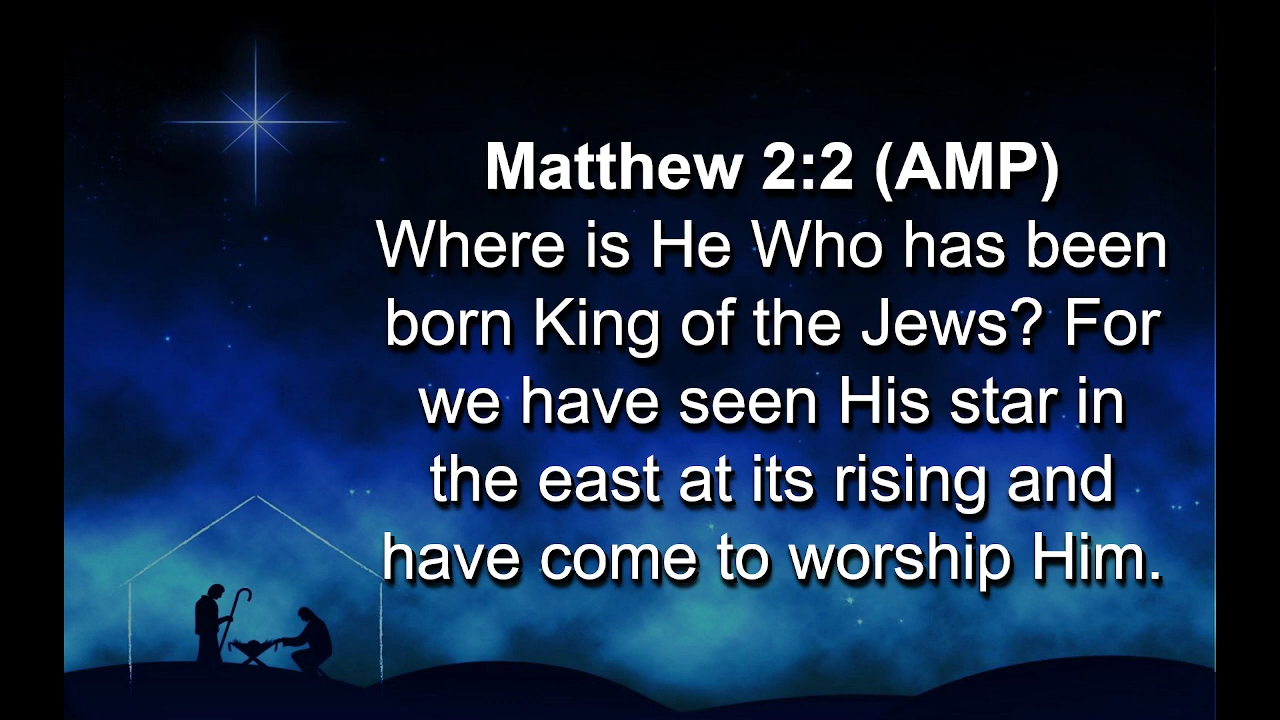 Matthew 2:2 (AMP)
Where is He Who has been
born King of the Jews? For
we have seen His star in
the east at its rising and
have come to worship Him.